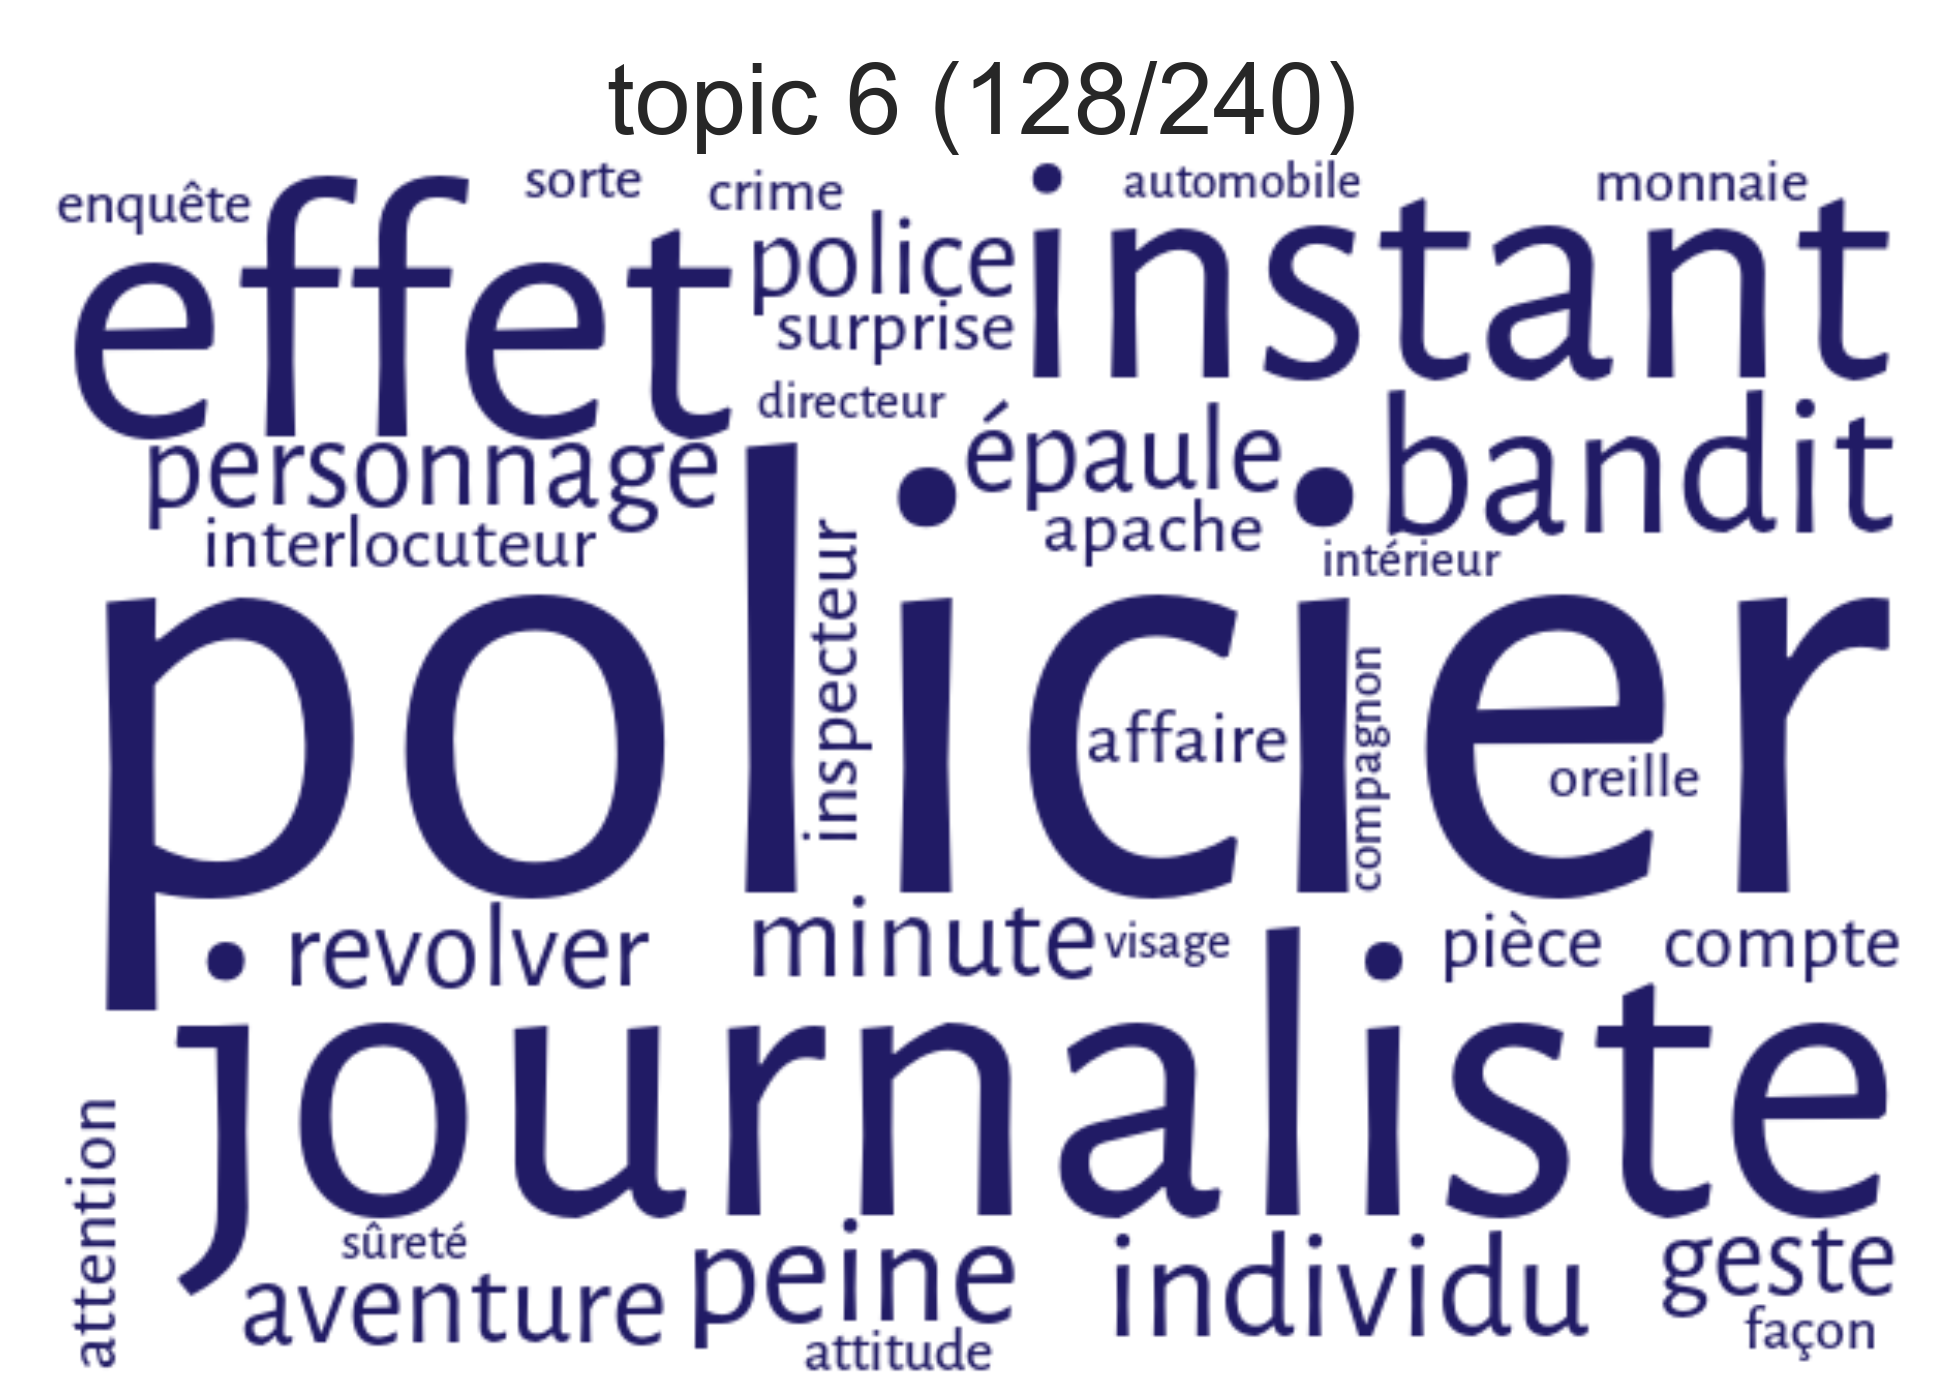 topic 6 (128/240)
enquête
sorte
crime
automobile
monnaie
effet
police
instant
surprise
directeur
personnage
épaule
bandit
interlocuteur
apache
intérieur
policier
inspecteur
affaire
compagnon
oreille
revolver
minute
visage
pièce
compte
journaliste
attention
sûreté
aventure
peine
individu
geste
attitude
façon